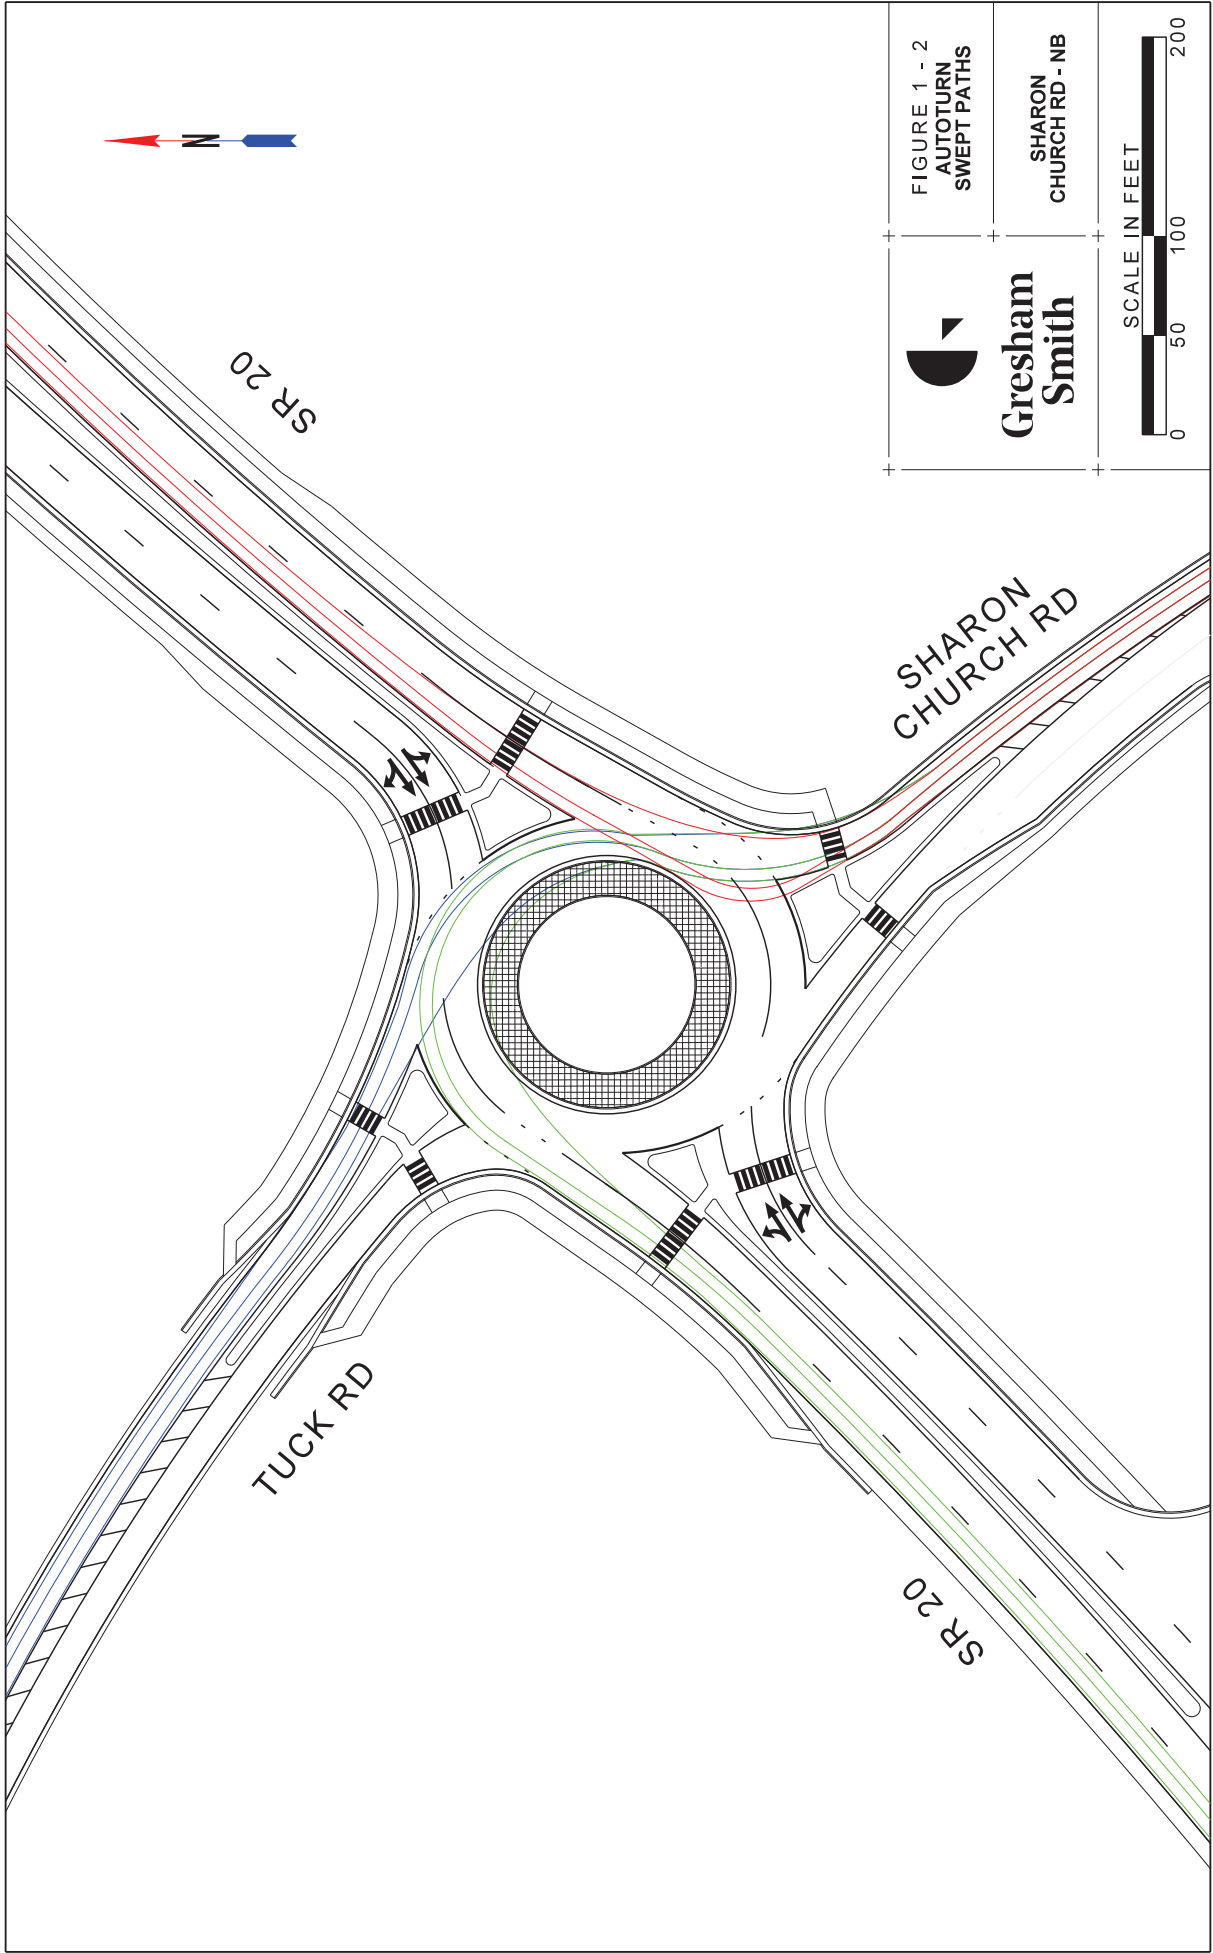 N
SR 20
SHARON
CHURCH RD
TUCK RD
SR 20
FIGURE 1 - 2
AUTOTURN
SWEPT PATHS
SHARON
CHURCH RD - NB
Gresham
Smith
SCALE IN FEET
0 50 100 200